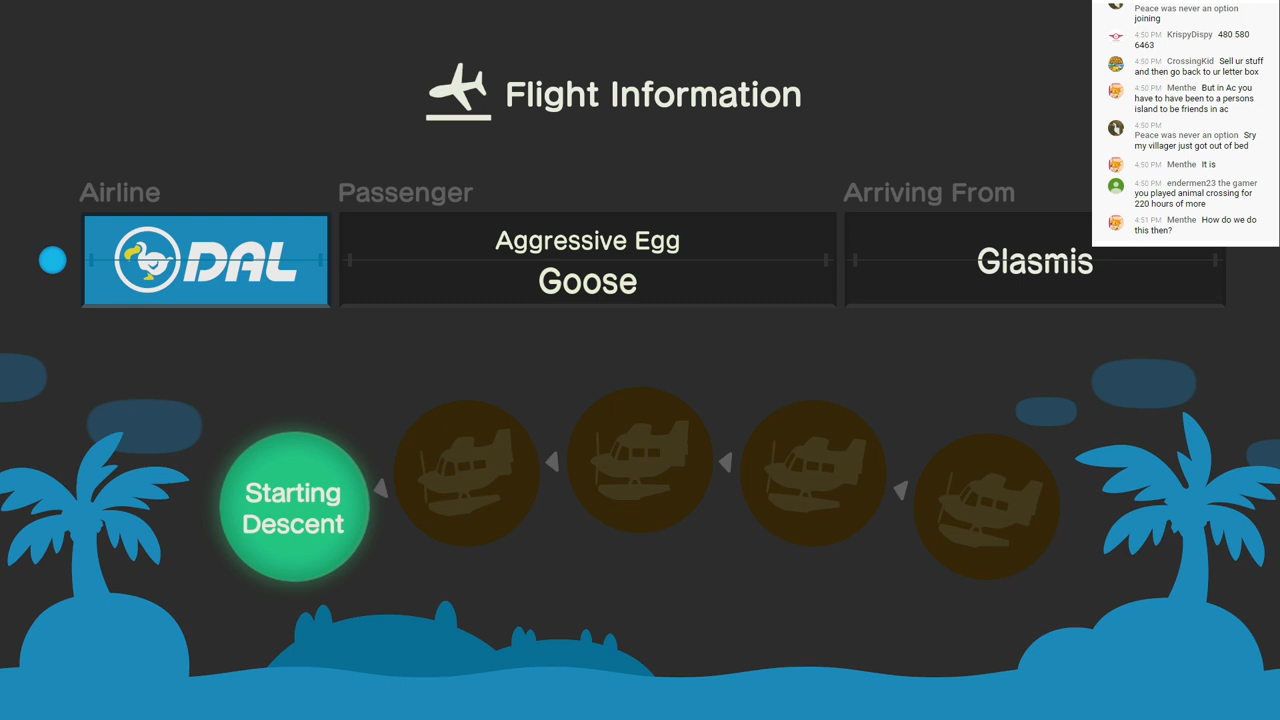 Flight Information
Airline
Passenger
Arriving From
DAL
Aggressive Egg
Goose
Glasmis
Starting
Descent
Peace was never an option
joining
4:50 PM KrispyDispy 480 580
6463
4:50 PM CrossingKid Sell ur stuff
and then go back to ur letter box
4:50 PM Menthe But in Ac you
have to have been to a persons
island to be friends in ac
4:50 PM
Peace was never an option Sry
my villager just got out of bed
4:50 PM Menthe It is
4:50 PM endermen23 the gamer
you played animal crossing for
220 hours of more
4:51 PM Menthe How do we do
this then?